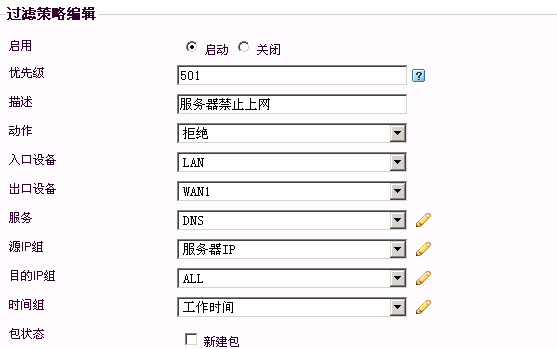 过滤策略编辑
启用 启动 关闭
优先级 501 ?
描述 服务器禁止上网
动作 拒绝
入口设备 LAN
出口设备 WAN1
服务 DNS
源IP组 服务器IP
目的IP组 ALL
时间组 工作时间
包状态 新建包